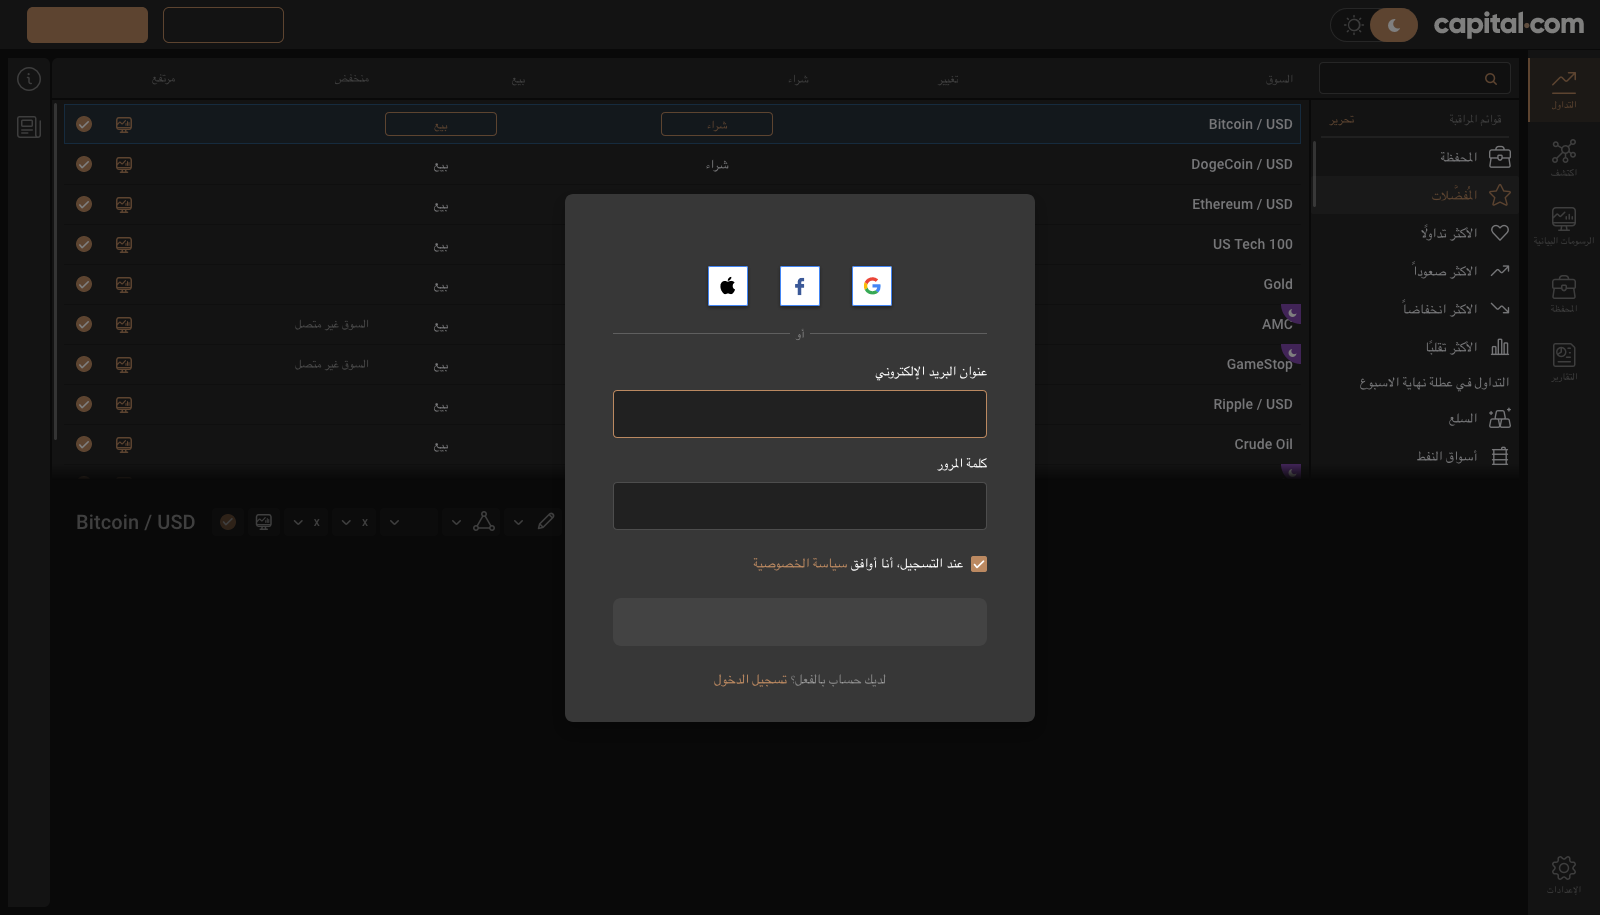 capital.com
التداول
اكتشف
الرسومات البيانية
المحفظة
التقارير
الإعدادات
قوائم المراقبة
تحرير
المحفظة
المُفضّلات
الأكثر تداولًا
الاكثر صعوداً
الاكثر انخفاضاً
الأكثر تقلبًا
التداول في عطلة نهاية الاسبوع
السلع
أسواق النفط
السوق
تغيير
شراء
بيع
منخفض
مرتفع
Bitcoin / USD
شراء
بيع
DogeCoin / USD
شراء
بيع
Ethereum / USD
بيع
US Tech 100
بيع
Gold
بيع
AMC
بيع
السوق غير متصل
GameStop
بيع
السوق غير متصل
Ripple / USD
بيع
Crude Oil
بيع
Bitcoin / USD
x
x
أو
عنوان البريد الإلكتروني
كلمة المرور
عند التسجيل، أنا أوافق سياسة الخصوصية
لديك حساب بالفعل؟ تسجيل الدخول